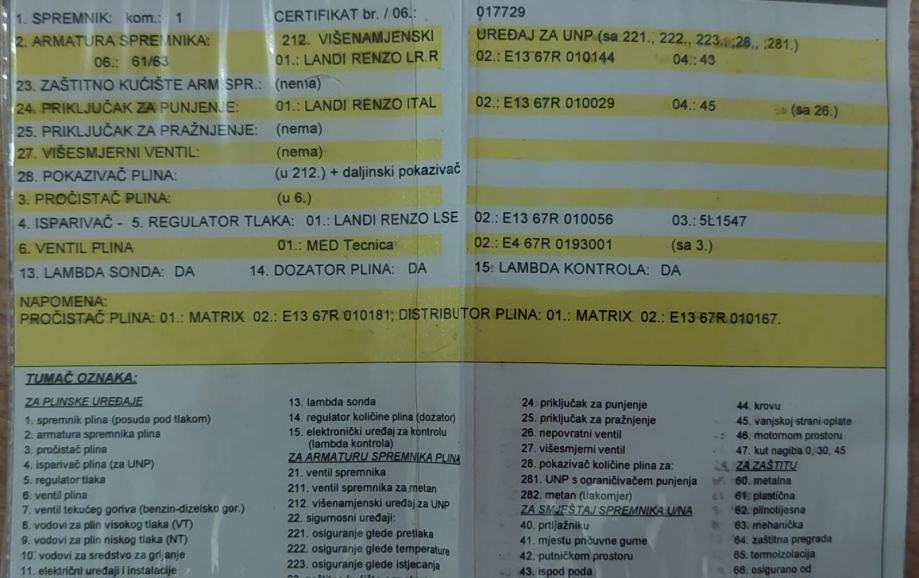 1. SPREMNIK: kom.: 1 CERTIFIKAT br. / 06.: 017729
2. ARMATURA SPREMNIKA: 212. VIŠENAMJENSKI UREĐAJ ZA UNP (sa 221., 222., 223., ;26., ;281.)
06.: 61/63 01.: LANDI RENZO LR.R 02.: E13 67R 010144 04.: 43
23. ZAŠTITNO KUĆIŠTE ARM.SPR.: (nema)
24. PRIKLJUČAK ZA PUNJENJE: 01.: LANDI RENZO ITAL 02.: E13 67R 010029 04.: 45 (sa 26.)
25. PRIKLJUČAK ZA PRAŽNJENJE: (nema)
27. VIŠESMJERNI VENTIL: (nema)
28. POKAZIVAČ PLINA: (u 212.) + daljinski pokazivač
3. PROČISTAČ PLINA: (u 6.)
4. ISPARIVAČ - 5. REGULATOR TLAKA: 01.: LANDI RENZO LSE 02.: E13 67R 010056 03.: 5L1547
6. VENTIL PLINA 01.: MED Tecnica 02.: E4 67R 0193001 (sa 3.)
13. LAMBDA SONDA: DA 14. DOZATOR PLINA: DA 15. LAMBDA KONTROLA: DA
NAPOMENA:
PROČISTAČ PLINA: 01.: MATRIX 02.: E13 67R 010181; DISTRIBUTOR PLINA: 01.: MATRIX 02.: E13 67R 010167.
TUMAČ OZNAKA:
ZA PLINSKE UREĐAJE
1. spremnik plina (posuda pod tlakom)
2. armatura spremnika plina
3. pročistač plina
4. isparivač plina (za UNP)
5. regulator tlaka
6. ventil plina
7. ventil tekućeg goriva (benzin-dizelsko gor.)
8. vodovi za plin visokog tlaka (VT)
9. vodovi za plin niskog tlaka (NT)
10. vodovi za sredstvo za grijanje
11. električni uređaji i instalacije
13. lambda sonda
14. regulator količine plina (dozator)
15. elektronički uređaj za kontrolu
(lambda kontrola)
ZA ARMATURU SPREMNIKA PLINA
21. ventil spremnika
211. ventil spremnika za metan
212. višenamjenski uređaj za UNP
22. sigurnosni uređaji:
221. osiguranje glede pretlaka
222. osiguranje glede temperature
223. osiguranje glede istjecanja
24. priključak za punjenje
25. priključak za pražnjenje
26. nepovratni ventil
27. višesmjerni ventil
28. pokazivač količine plina za:
281. UNP s ograničivačem punjenja
282. metan (tlakomjer)
ZA SMJEŠTAJ SPREMNIKA U/NA
40. prtljažniku
41. mjestu pričuvne gume
42. putničkom prostoru
43. ispod poda
44. krovu
45. vanjskoj strani oplate
46. motornom prostoru
47. kut nagiba 0, 30, 45
ZA ZAŠTITU
60. metalna
61. plastična
62. plinotijesna
63. mehanička
64. zaštitna pregrada
65. termoizolacija
66. osigurano od